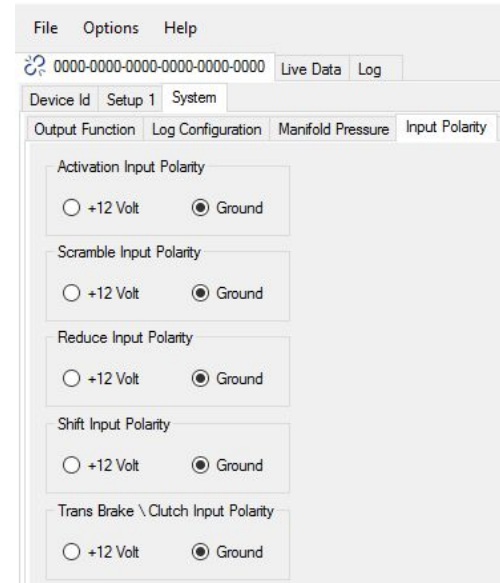 File Options Help
0000-0000-0000-0000-0000-0000 Live Data Log
Device Id Setup 1 System
Output Function Log Configuration Manifold Pressure Input Polarity
Activation Input Polarity
+12 Volt Ground
Scramble Input Polarity
+12 Volt Ground
Reduce Input Polarity
+12 Volt Ground
Shift Input Polarity
+12 Volt Ground
Trans Brake \ Clutch Input Polarity
+12 Volt Ground